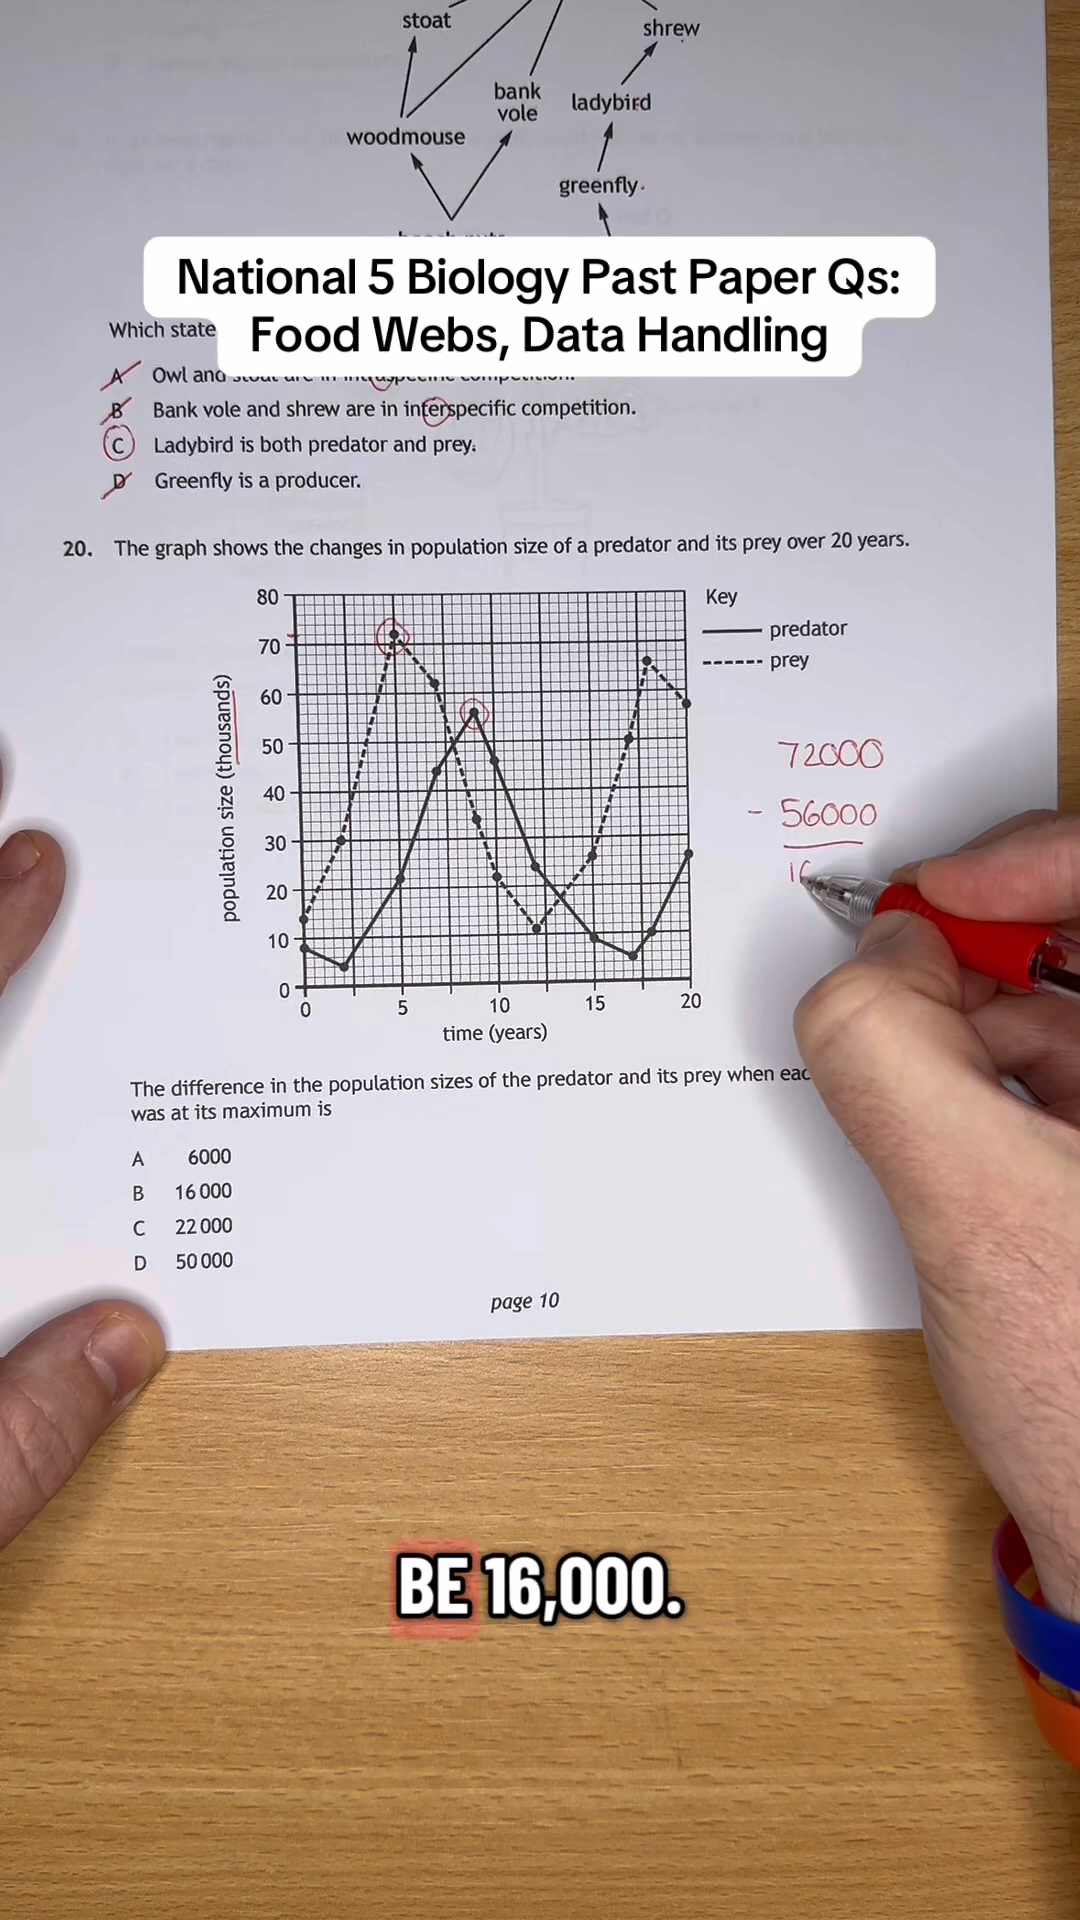 stoat
shrew
bank
vole
ladybird
woodmouse
greenfly
National 5 Biology Past Paper Qs:
Food Webs, Data Handling
Which state
A Owl and
B Bank vole and shrew are in interspecific competition.
C Ladybird is both predator and prey.
D Greenfly is a producer.
20. The graph shows the changes in population size of a predator and its prey over 20 years.
80
70
60
50
40
30
20
10
0
population size (thousands)
0 5 10 15 20
time (years)
Key
predator
prey
72000
- 56000
16
The difference in the population sizes of the predator and its prey when eac
was at its maximum is
A 6000
B 16 000
C 22 000
D 50 000
page 10
BE 16,000.